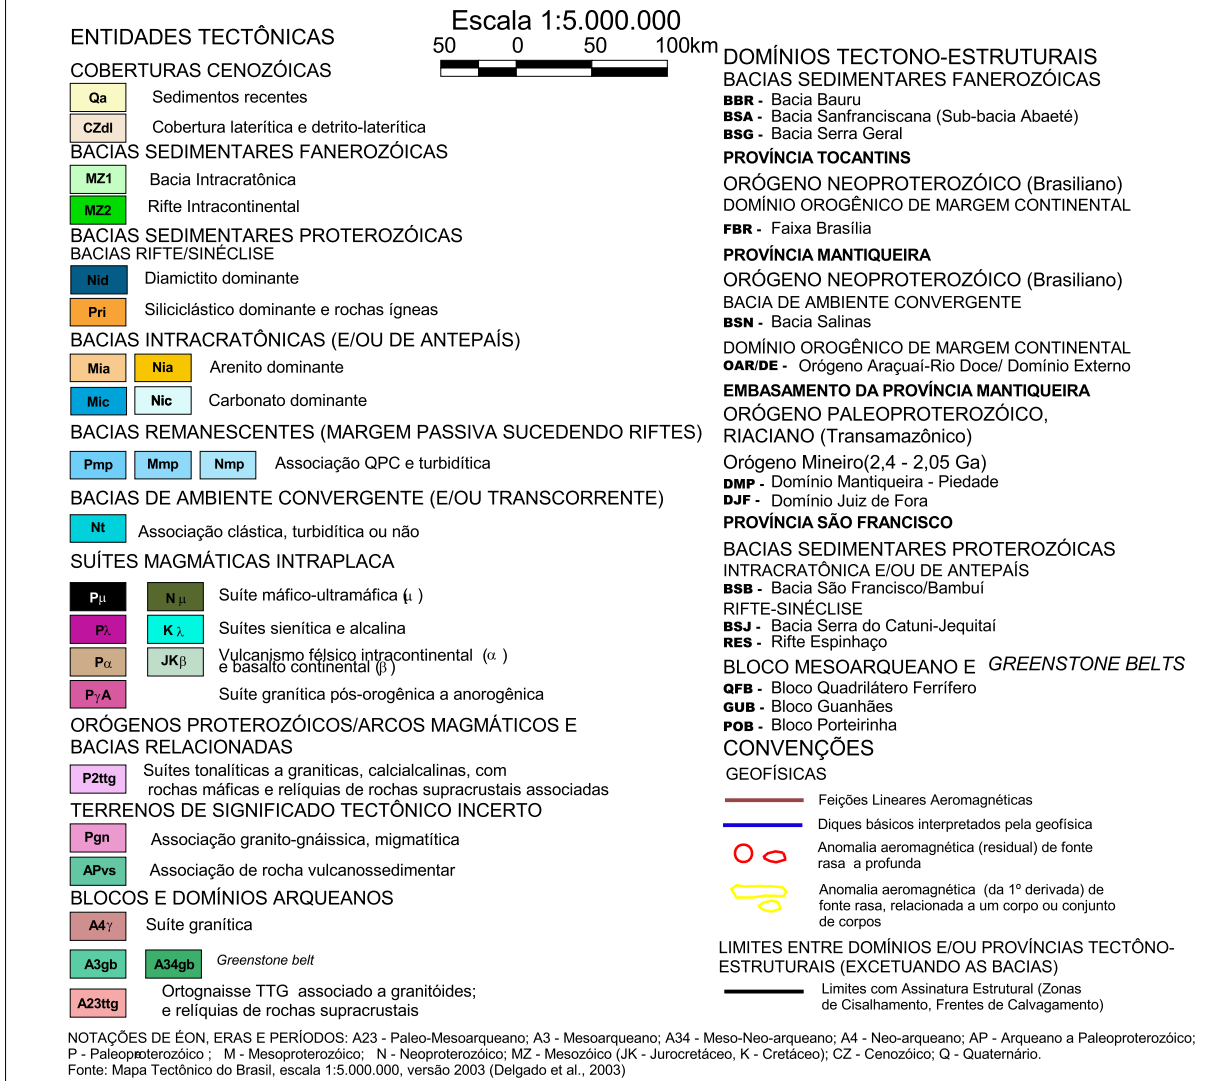 Escala 1:5.000.000
50 0 50 100km
ENTIDADES TECTÔNICAS
COBERTURAS CENOZÓICAS
Qa Sedimentos recentes
CZdl Cobertura laterítica e detrito-laterítica
BACIAS SEDIMENTARES FANEROZÓICAS
MZ1 Bacia Intracratônica
MZ2 Rifte Intracontinental
BACIAS SEDIMENTARES PROTEROZÓICAS
BACIAS RIFTE/SINÉCLISE
Nid Diamictito dominante
Pri Siliciclástico dominante e rochas ígneas
BACIAS INTRACRATÔNICAS (E/OU DE ANTEPAÍS)
Mia Nia Arenito dominante
Mic Nic Carbonato dominante
BACIAS REMANESCENTES (MARGEM PASSIVA SUCEDENDO RIFTES)
Pmp Mmp Nmp Associação QPC e turbidítica
BACIAS DE AMBIENTE CONVERGENTE (E/OU TRANSCORRENTE)
Nt Associação clástica, turbidítica ou não
SUÍTES MAGMÁTICAS INTRAPLACA
Pμ N μ Suíte máfico-ultramáfica (μ )
Pλ K λ Suítes sienítica e alcalina
Pα JKβ Vulcanismo félsico intracontinental (α )
e basalto continental (β)
PγA Suíte granítica pós-orogênica a anorogênica
ORÓGENOS PROTEROZÓICOS/ARCOS MAGMÁTICOS E
BACIAS RELACIONADAS
P2ttg Suítes tonalíticas a graniticas, calcialcalinas, com
rochas máficas e relíquias de rochas supracrustais associadas
TERRENOS DE SIGNIFICADO TECTÔNICO INCERTO
Pgn Associação granito-gnáissica, migmatítica
APvs Associação de rocha vulcanossedimentar
BLOCOS E DOMÍNIOS ARQUEANOS
A4γ Suíte granítica
A3gb A34gb Greenstone belt
A23ttg Ortognaisse TTG associado a granitóides;
e relíquias de rochas supracrustais
DOMÍNIOS TECTONO-ESTRUTURAIS
BACIAS SEDIMENTARES FANEROZÓICAS
BBR - Bacia Bauru
BSA - Bacia Sanfranciscana (Sub-bacia Abaeté)
BSG - Bacia Serra Geral
PROVÍNCIA TOCANTINS
ORÓGENO NEOPROTEROZÓICO (Brasiliano)
DOMÍNIO OROGÊNICO DE MARGEM CONTINENTAL
FBR - Faixa Brasília
PROVÍNCIA MANTIQUEIRA
ORÓGENO NEOPROTEROZÓICO (Brasiliano)
BACIA DE AMBIENTE CONVERGENTE
BSN - Bacia Salinas
DOMÍNIO OROGÊNICO DE MARGEM CONTINENTAL
OAR/DE - Orógeno Araçuaí-Rio Doce/ Domínio Externo
EMBASAMENTO DA PROVÍNCIA MANTIQUEIRA
ORÓGENO PALEOPROTEROZÓICO,
RIACIANO (Transamazônico)
Orógeno Mineiro(2,4 - 2,05 Ga)
DMP - Domínio Mantiqueira - Piedade
DJF - Domínio Juiz de Fora
PROVÍNCIA SÃO FRANCISCO
BACIAS SEDIMENTARES PROTEROZÓICAS
INTRACRATÔNICA E/OU DE ANTEPAÍS
BSB - Bacia São Francisco/Bambuí
RIFTE-SINÉCLISE
BSJ - Bacia Serra do Catuni-Jequitaí
RES - Rifte Espinhaço
BLOCO MESOARQUEANO E GREENSTONE BELTS
QFB - Bloco Quadrilátero Ferrífero
GUB - Bloco Guanhães
POB - Bloco Porteirinha
CONVENÇÕES
GEOFÍSICAS
Feições Lineares Aeromagnéticas
Diques básicos interpretados pela geofísica
Anomalia aeromagnética (residual) de fonte
rasa a profunda
Anomalia aeromagnética (da 1º derivada) de
fonte rasa, relacionada a um corpo ou conjunto
de corpos
LIMITES ENTRE DOMÍNIOS E/OU PROVÍNCIAS TECTÔNO-
ESTRUTURAIS (EXCETUANDO AS BACIAS)
Limites com Assinatura Estrutural (Zonas
de Cisalhamento, Frentes de Calvagamento)
NOTAÇÕES DE ÉON, ERAS E PERÍODOS: A23 - Paleo-Mesoarqueano; A3 - Mesoarqueano; A34 - Meso-Neo-arqueano; A4 - Neo-arqueano; AP - Arqueano a Paleoproterozóico;
P - Paleoproterozóico ; M - Mesoproterozóico; N - Neoproterozóico; MZ - Mesozóico (JK - Jurocretáceo, K - Cretáceo); CZ - Cenozóico; Q - Quaternário.
Fonte: Mapa Tectônico do Brasil, escala 1:5.000.000, versão 2003 (Delgado et al., 2003)